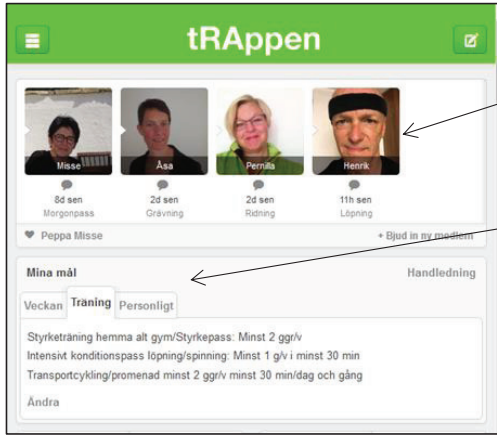 tRAppen
Misse Åsa Pernilla Henrik
8d sen 2d sen 2d sen 11h sen
Morgonpass Grävning Ridning Löpning
Peppa Misse + Bjud in ny medlem
Mina mål Handledning
Veckan Träning Personligt
Styrketräning hemma alt gym/Styrkepass: Minst 2 ggr/v
Intensivt konditionspass löpning/spinning: Minst 1 g/v i minst 30 min
Transportcykling/promenad minst 2 ggr/v minst 30 min/dag och gång
Ändra